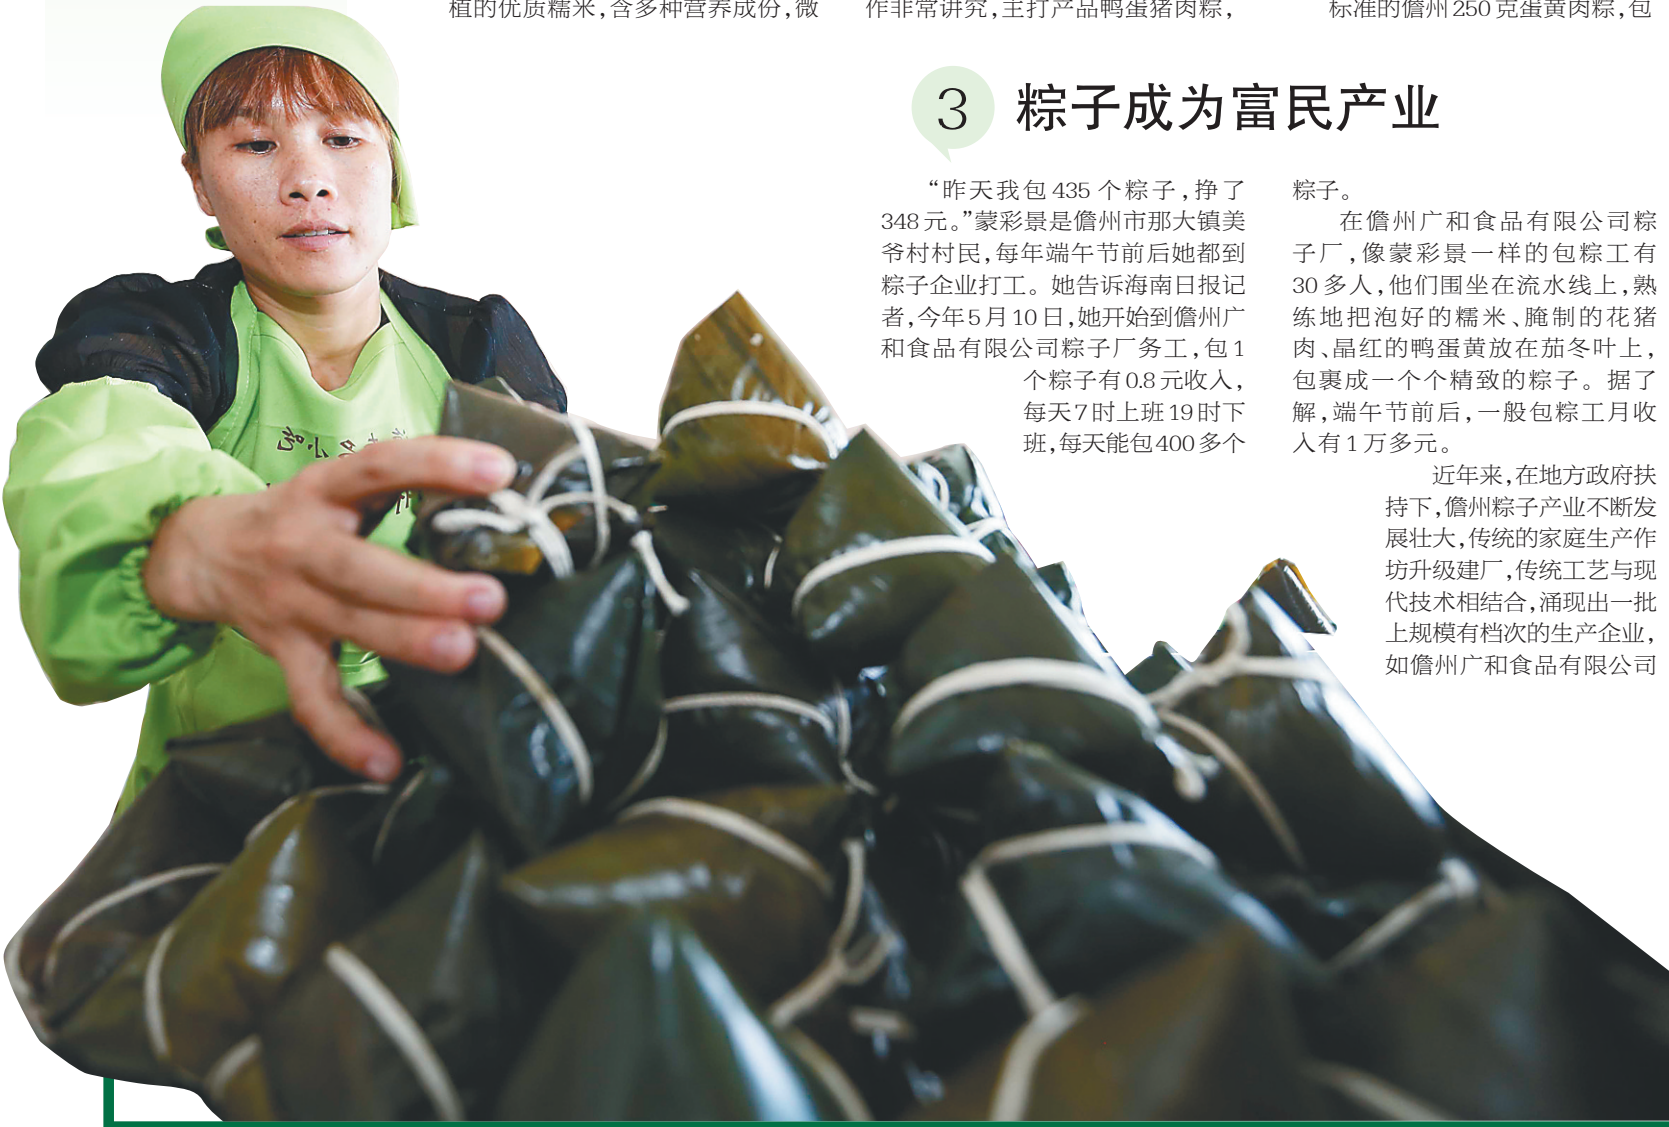 植的优质糯米,含多种营养成份,微
作非常讲究,主打产品鸭蛋猪肉粽,
标准的儋州250克蛋黄肉粽,包
3 粽子成为富民产业
“昨天我包435个粽子,挣了
348元。”蒙彩景是儋州市那大镇美
爷村村民,每年端午节前后她都到
粽子企业打工。她告诉海南日报记
者,今年5月10日,她开始到儋州广
和食品有限公司粽子厂务工,包1
个粽子有0.8元收入,
每天7时上班19时下
班,每天能包400多个
粽子。
在儋州广和食品有限公司粽
子厂,像蒙彩景一样的包粽工有
30多人,他们围坐在流水线上,熟
练地把泡好的糯米、腌制的花猪
肉、晶红的鸭蛋黄放在茄冬叶上,
包裹成一个个精致的粽子。据了
解,端午节前后,一般包粽工月收
入有1万多元。
近年来,在地方政府扶
持下,儋州粽子产业不断发
展壮大,传统的家庭生产作
坊升级建厂,传统工艺与现
代技术相结合,涌现出一批
上规模有档次的生产企业,
如儋州广和食品有限公司